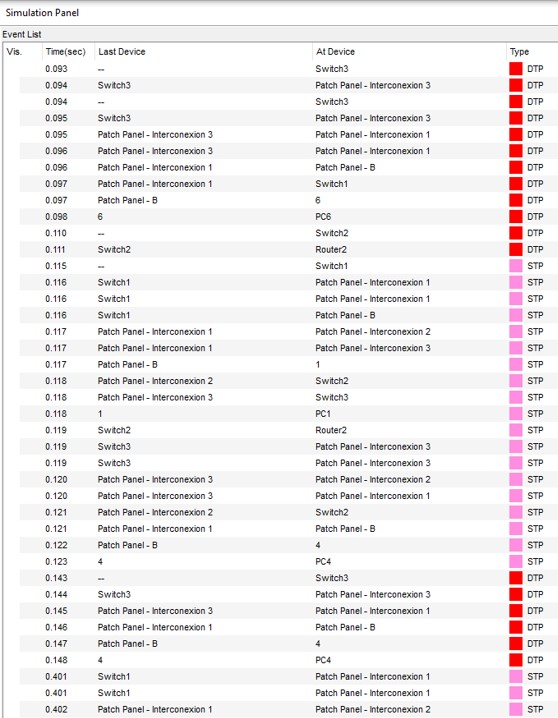 Simulation Panel
Event List
Vis. Time(sec) Last Device At Device Type
0.093 -- Switch3 DTP
0.094 Switch3 Patch Panel - Interconexion 3 DTP
0.094 -- Switch3 DTP
0.095 Switch3 Patch Panel - Interconexion 3 DTP
0.095 Patch Panel - Interconexion 3 Patch Panel - Interconexion 1 DTP
0.096 Patch Panel - Interconexion 3 Patch Panel - Interconexion 1 DTP
0.096 Patch Panel - Interconexion 1 Patch Panel - B DTP
0.097 Patch Panel - Interconexion 1 Switch1 DTP
0.097 Patch Panel - B 6 DTP
0.098 6 PC6 DTP
0.110 -- Switch2 DTP
0.111 Switch2 Router2 DTP
0.115 -- Switch1 STP
0.116 Switch1 Patch Panel - Interconexion 1 STP
0.116 Switch1 Patch Panel - Interconexion 1 STP
0.116 Switch1 Patch Panel - B STP
0.117 Patch Panel - Interconexion 1 Patch Panel - Interconexion 2 STP
0.117 Patch Panel - Interconexion 1 Patch Panel - Interconexion 3 STP
0.117 Patch Panel - B 1 STP
0.118 Patch Panel - Interconexion 2 Switch2 STP
0.118 Patch Panel - Interconexion 3 Switch3 STP
0.118 1 PC1 STP
0.119 Switch2 Router2 STP
0.119 Switch3 Patch Panel - Interconexion 3 STP
0.119 Switch3 Patch Panel - Interconexion 3 STP
0.120 Patch Panel - Interconexion 3 Patch Panel - Interconexion 2 STP
0.120 Patch Panel - Interconexion 3 Patch Panel - Interconexion 1 STP
0.121 Patch Panel - Interconexion 2 Switch2 STP
0.121 Patch Panel - Interconexion 1 Patch Panel - B STP
0.122 Patch Panel - B 4 STP
0.123 4 PC4 STP
0.143 -- Switch3 DTP
0.144 Switch3 Patch Panel - Interconexion 3 DTP
0.145 Patch Panel - Interconexion 3 Patch Panel - Interconexion 1 DTP
0.146 Patch Panel - Interconexion 1 Patch Panel - B DTP
0.147 Patch Panel - B 4 DTP
0.148 4 PC4 DTP
0.401 Switch1 Patch Panel - Interconexion 1 STP
0.401 Switch1 Patch Panel - Interconexion 1 STP
0.402 Patch Panel - Interconexion 1 Patch Panel - Interconexion 2 STP